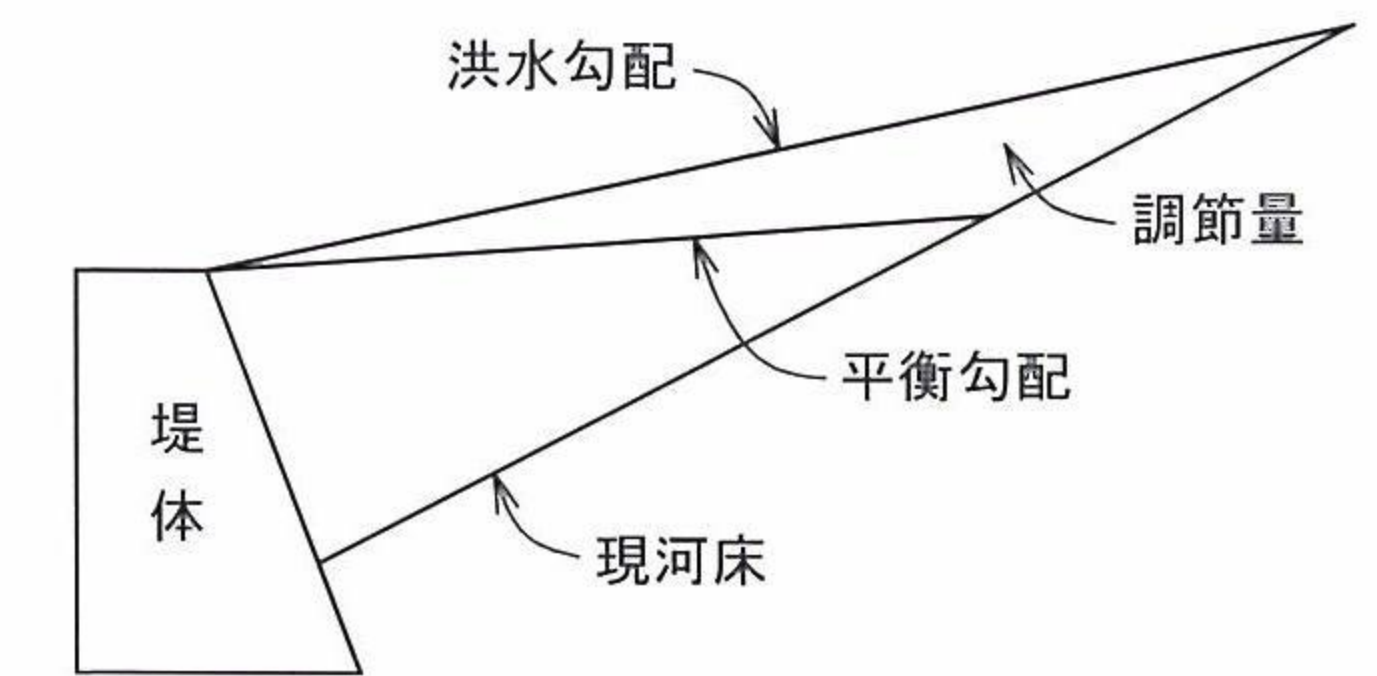 洪水勾配
調節量
平衡勾配
堤体
現河床